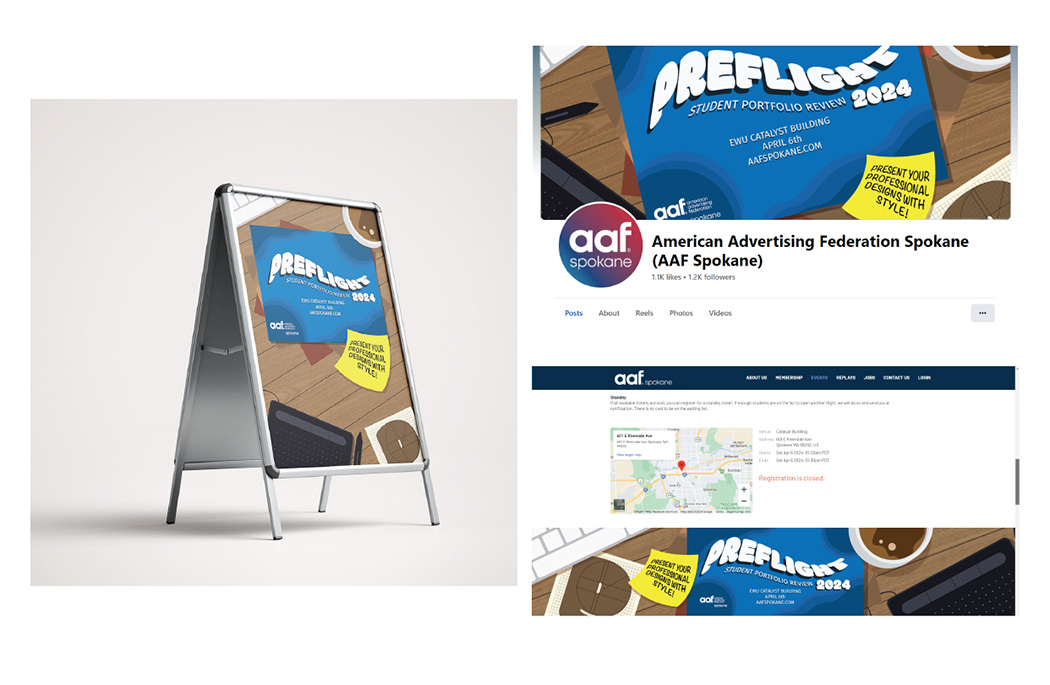 PREFLIGHT
STUDENT PORTFOLIO REVIEW
2024
EWU CATALYST BUILDING
APRIL 6th
AAFSPOKANE.COM
aaf
spokane
PRESENT YOUR
PROFESSIONAL
DESIGNS WITH
STYLE!
PREFLIGHT
STUDENT PORTFOLIO REVIEW 2024
EWU CATALYST BUILDING
APRIL 6th
AAFSPOKANE.COM
PRESENT YOUR
PROFESSIONAL
DESIGNS WITH
STYLE!
aaf american
advertising
federation
spokane
aaf
spokane
American Advertising Federation Spokane
(AAF Spokane)
1.1K likes • 1.2K followers
Posts About Reels Photos Videos
aaf spokane ABOUT US MEMBERSHIP EVENTS REPLAYS JOBS CONTACT US LOGIN
Standby
If all available tickets are sold you can register for a standby ticket. If enough students are on the list to open another flight, we will do so and send you a
notification. There is no cost to be on the waiting list.
601 E Riverside Ave
View larger map
Venue: Catalyst Building
Address: 601 E Riverside Ave
Spokane WA 99202, US
Starts: Sat Apr 6 2024, 10:30am PDT
Ends: Sat Apr 6 2024, 03:30pm PDT
Registration is closed.
PRESENT YOUR
PROFESSIONAL
DESIGNS WITH
STYLE!
PREFLIGHT
STUDENT PORTFOLIO REVIEW 2024
EWU CATALYST BUILDING
APRIL 6th
AAFSPOKANE.COM
aaf
spokane